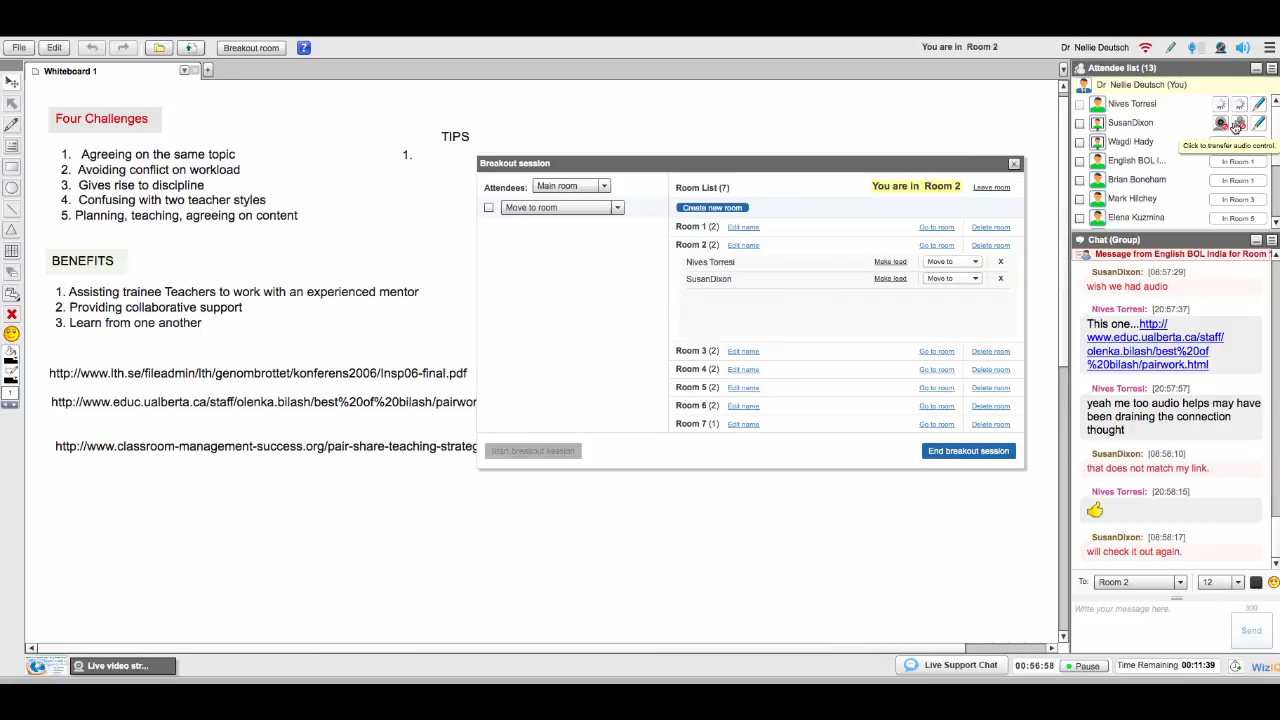 File Edit Breakout room ? You are in Room 2 Dr Nellie Deutsch
Whiteboard 1
Four Challenges
1. Agreeing on the same topic
2. Avoiding conflict on workload
3. Gives rise to discipline
4. Confusing with two teacher styles
5. Planning, teaching, agreeing on content
BENEFITS
1. Assisting trainee Teachers to work with an experienced mentor
2. Providing collaborative support
3. Learn from one another
http://www.lth.se/fileadmin/lth/genombrottet/konferens2006/Insp06-final.pdf
http://www.educ.ualberta.ca/staff/olenka.bilash/best%20of%20bilash/pairwor
http://www.classroom-management-success.org/pair-share-teaching-strateg
TIPS
1.
Breakout session
Attendees: Main room
Move to room
Start breakout session
Room List (7) You are in Room 2 Leave room
Create new room
Room 1 (2) Edit name Go to room Delete room
Room 2 (2) Edit name Go to room Delete room
Nives Torresi Make lead Move to X
SusanDixon Make lead Move to X
Room 3 (2) Edit name Go to room Delete room
Room 4 (2) Edit name Go to room Delete room
Room 5 (2) Edit name Go to room Delete room
Room 6 (2) Edit name Go to room Delete room
Room 7 (1) Edit name Go to room Delete room
End breakout session
Attendee list (13)
Dr Nellie Deutsch (You)
Nives Torresi
SusanDixon
Wagdi Hady
Click to transfer audio control.
English BOL I... In Room 1
Brian Boneham In Room 1
Mark Hilchey In Room 3
Elena Kuzmina In Room 5
Chat (Group)
Message from English BOL India for Room 1
SusanDixon: [08:57:29]
wish we had audio
Nives Torresi: [20:57:37]
This one...http://
www.educ.ualberta.ca/staff/
olenka.bilash/best%20of
%20bilash/pairwork.html
Nives Torresi: [20:57:57]
yeah me too audio helps may have
been draining the connection
thought
SusanDixon: [08:58:10]
that does not match my link.
Nives Torresi: [20:58:15]
SusanDixon: [08:58:17]
will check it out again.
To: Room 2 12
Write your message here. 300
Send
1
Live video str...
Live Support Chat 00:56:58 Pause Time Remaining 00:11:39 WizIQ